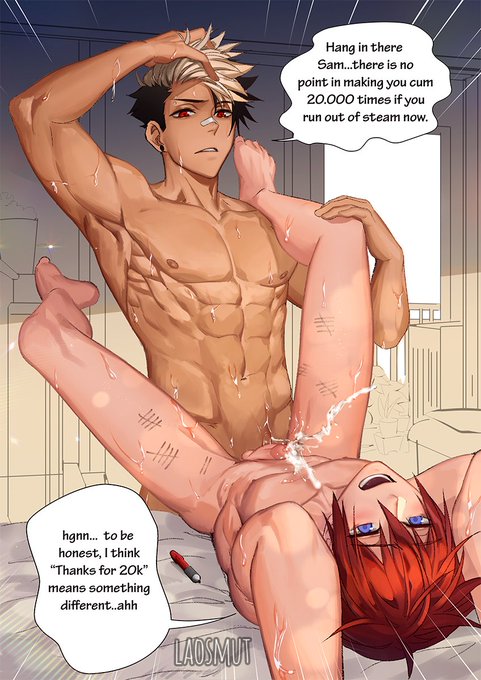 Hang in there
Sam...there is no
point in making you cum
20.000 times if you
run out of steam now.
hgnn... to be
honest, I think
"Thanks for 20k"
means something
different..ahh
LAOSMUT